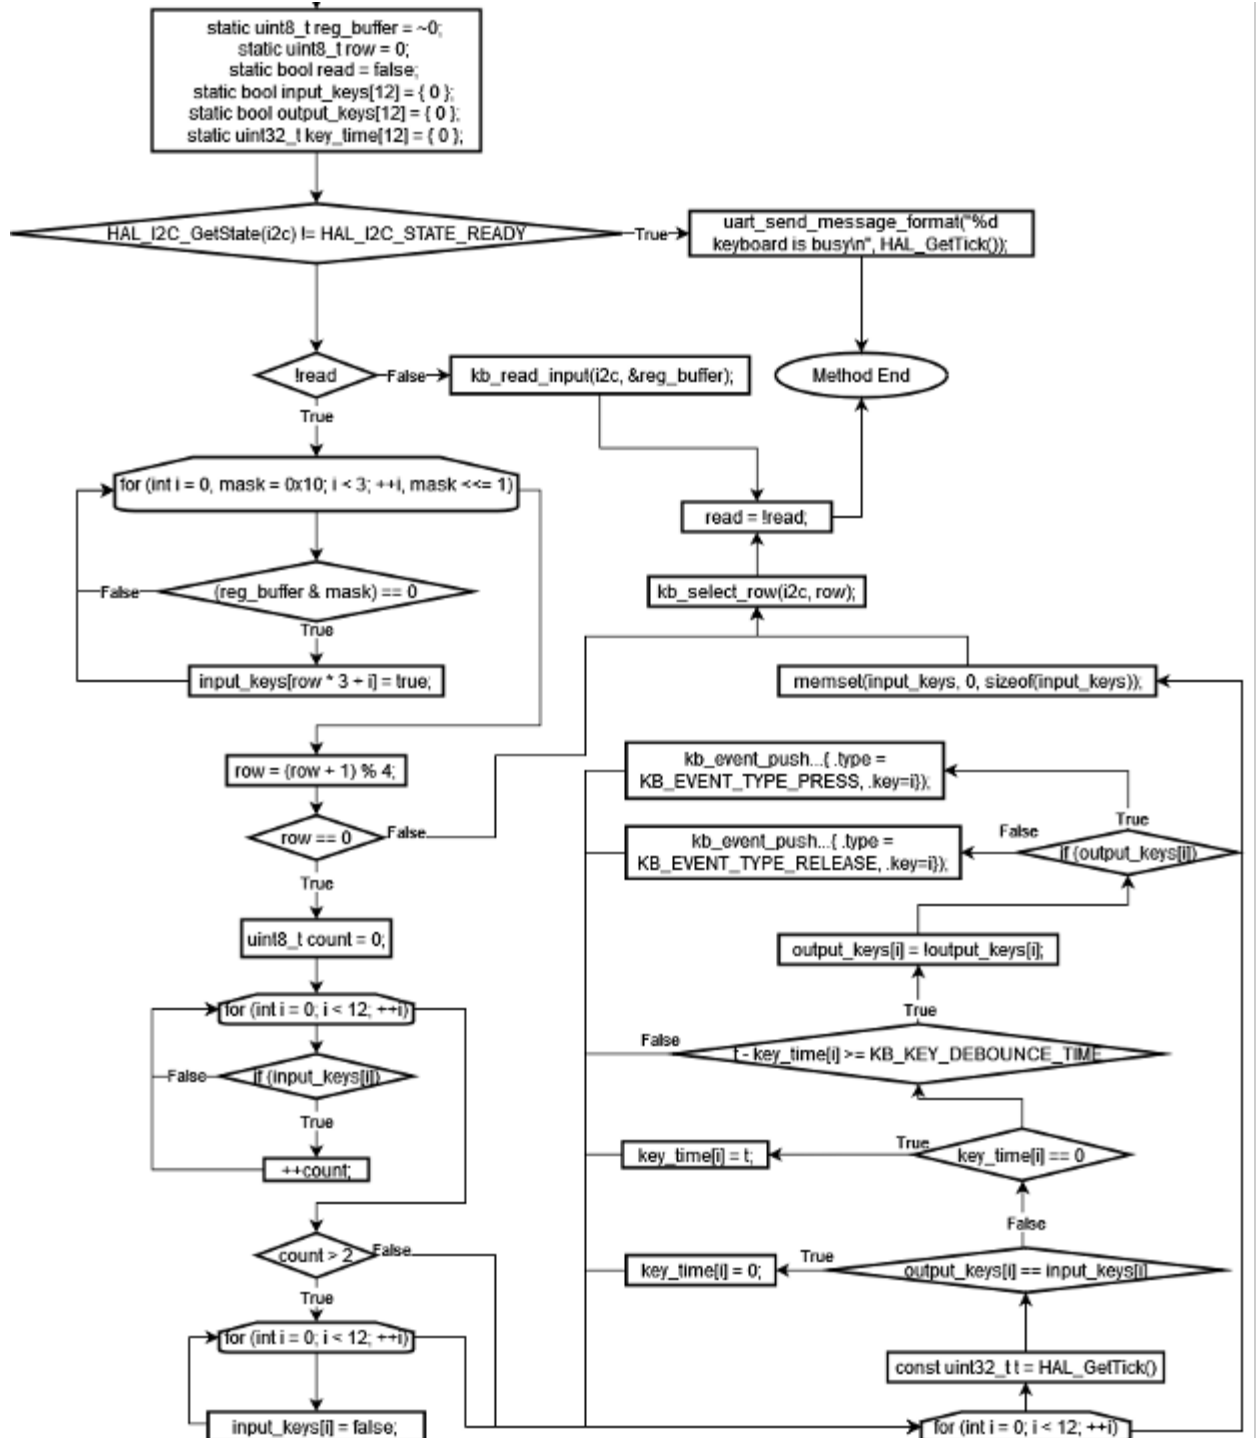 static uint8_t reg_buffer = ~0;
static uint8_t row = 0;
static bool read = false;
static bool input_keys[12] = { 0 };
static bool output_keys[12] = { 0 };
static uint32_t key_time[12] = { 0 };
HAL_I2C_GetState(i2c) != HAL_I2C_STATE_READY
True
uart_send_message_format("%d
keyboard is busy\n", HAL_GetTick());
!read
False
kb_read_input(i2c, &reg_buffer);
Method End
True
for (int i = 0, mask = 0x10; i < 3; ++i, mask <<= 1)
read = !read;
(reg_buffer & mask) == 0
False
True
kb_select_row(i2c, row);
input_keys[row * 3 + i] = true;
memset(input_keys, 0, sizeof(input_keys));
row = (row + 1) % 4;
kb_event_push...{ .type =
KB_EVENT_TYPE_PRESS, .key=i});
True
row == 0
False
kb_event_push...{ .type =
KB_EVENT_TYPE_RELEASE, .key=i});
False
if (output_keys[i])
True
uint8_t count = 0;
output_keys[i] = !output_keys[i];
True
for (int i = 0; i < 12; ++i)
False
t - key_time[i] >= KB_KEY_DEBOUNCE_TIME
if (input_keys[i])
False
True
++count;
key_time[i] = t;
True
key_time[i] == 0
False
count > 2
False
key_time[i] = 0;
True
output_keys[i] == input_keys[i]
True
for (int i = 0; i < 12; ++i)
const uint32_t t = HAL_GetTick()
input_keys[i] = false;
for (int i = 0; i < 12; ++i)